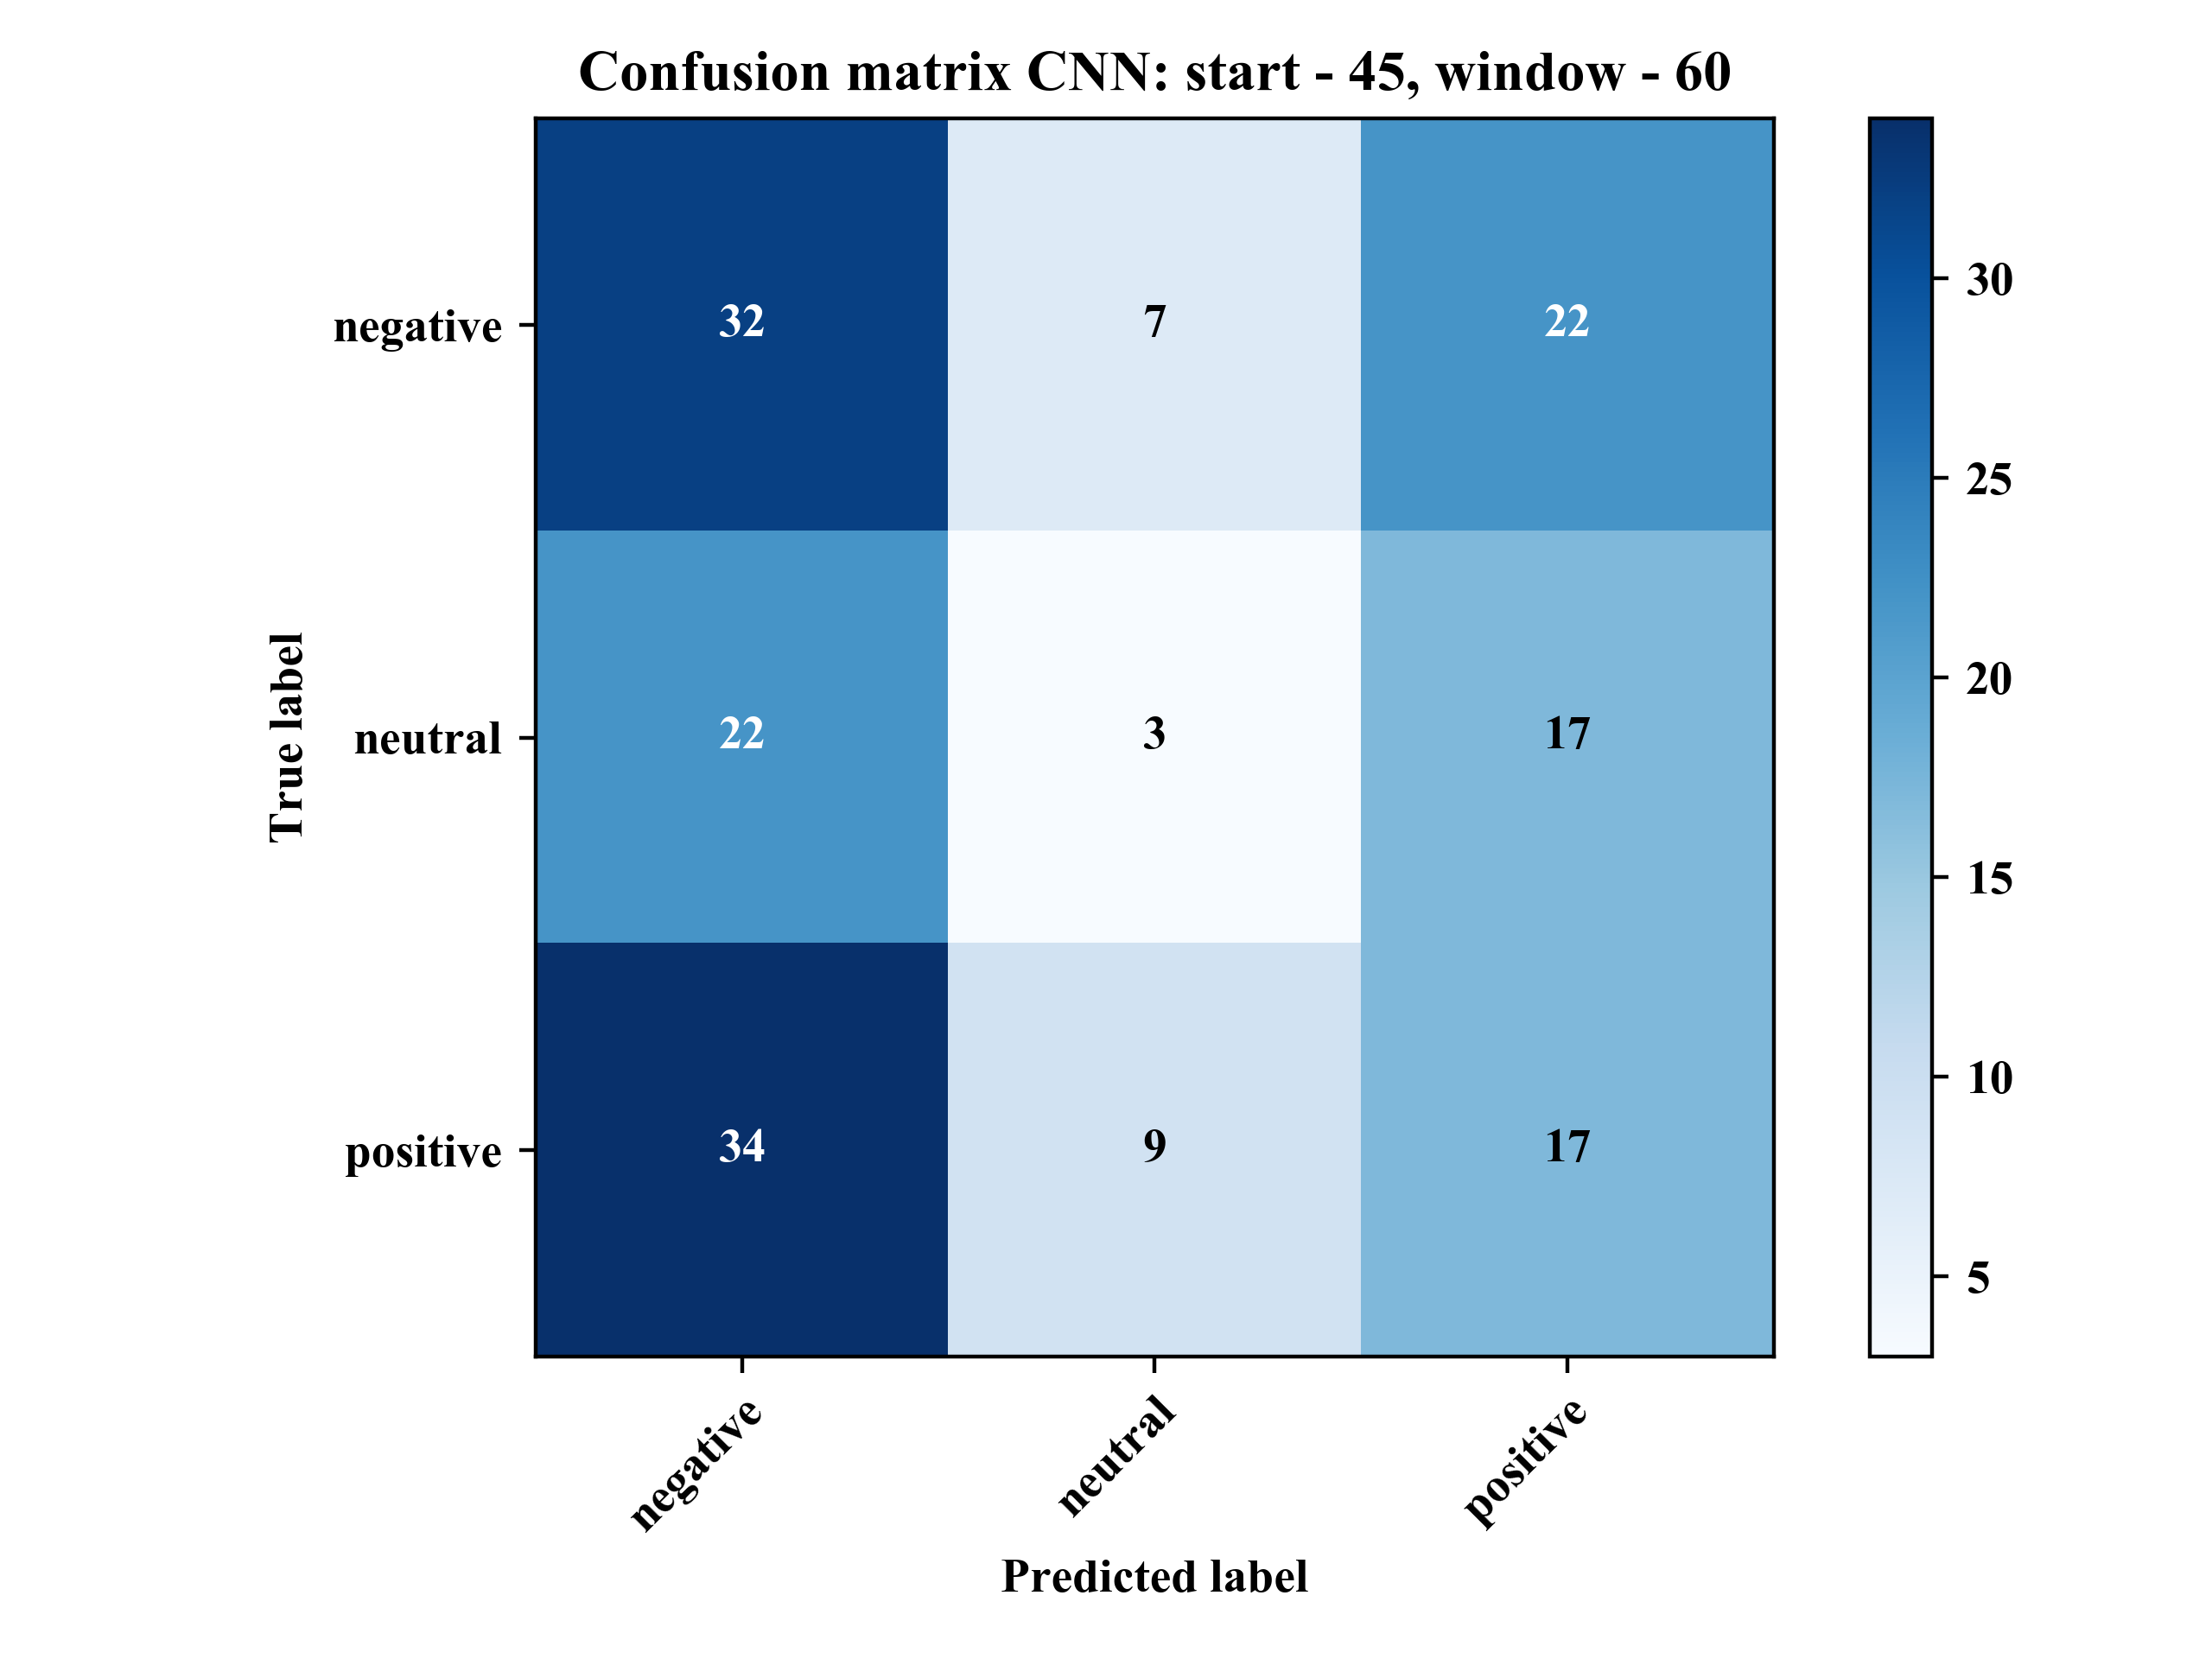 Confusion matrix CNN: start - 45, window - 60
True label
negative
neutral
positive
32 7 22
22 3 17
34 9 17
negative
neutral
positive
Predicted label
30
25
20
15
10
5